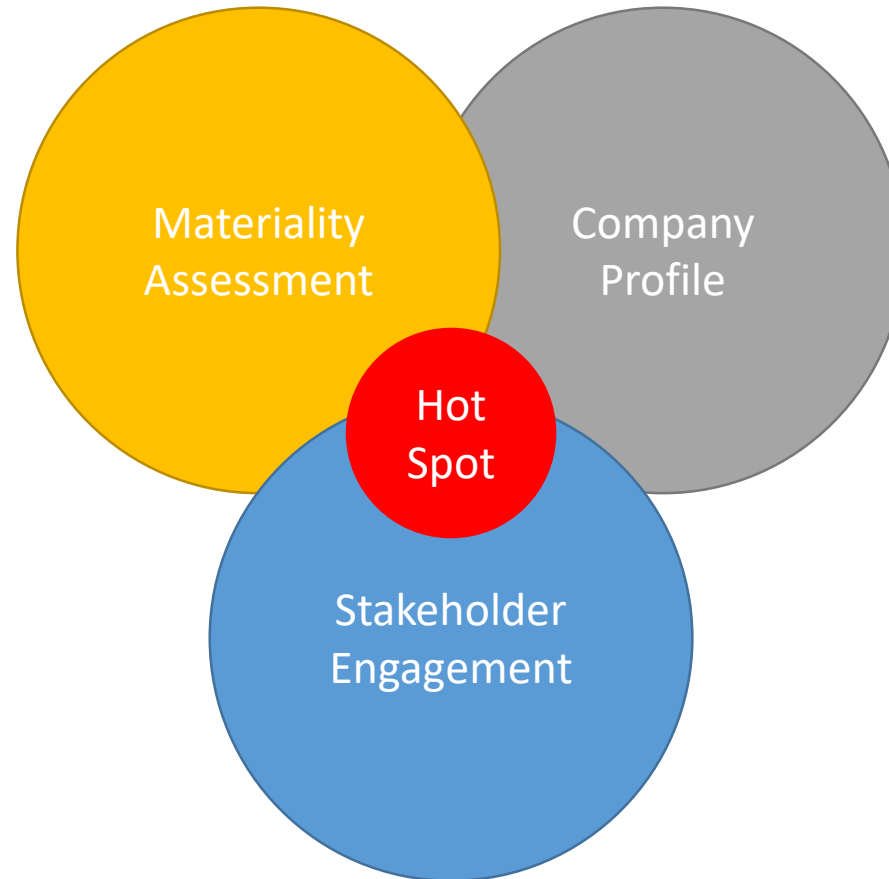 Materiality
Assessment
Company
Profile
Hot
Spot
Stakeholder
Engagement